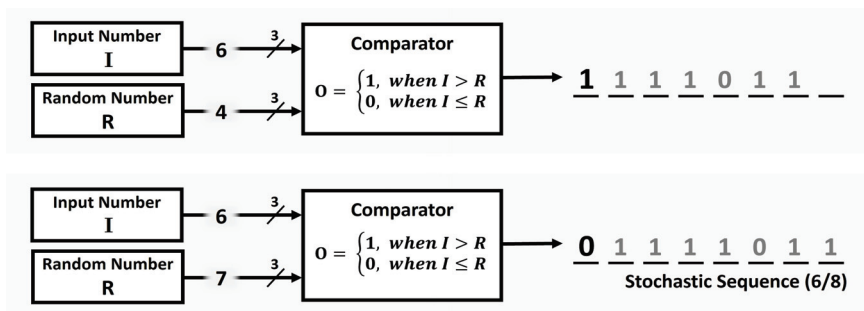 Input Number
I
6
3
Random Number
R
4
3
Comparator
O = {1, when I > R
0, when I ≤ R
1 1 1 1 0 1 1
Input Number
I
6
3
Random Number
R
7
3
Comparator
O = {1, when I > R
0, when I ≤ R
0 1 1 1 1 0 1 1
Stochastic Sequence (6/8)